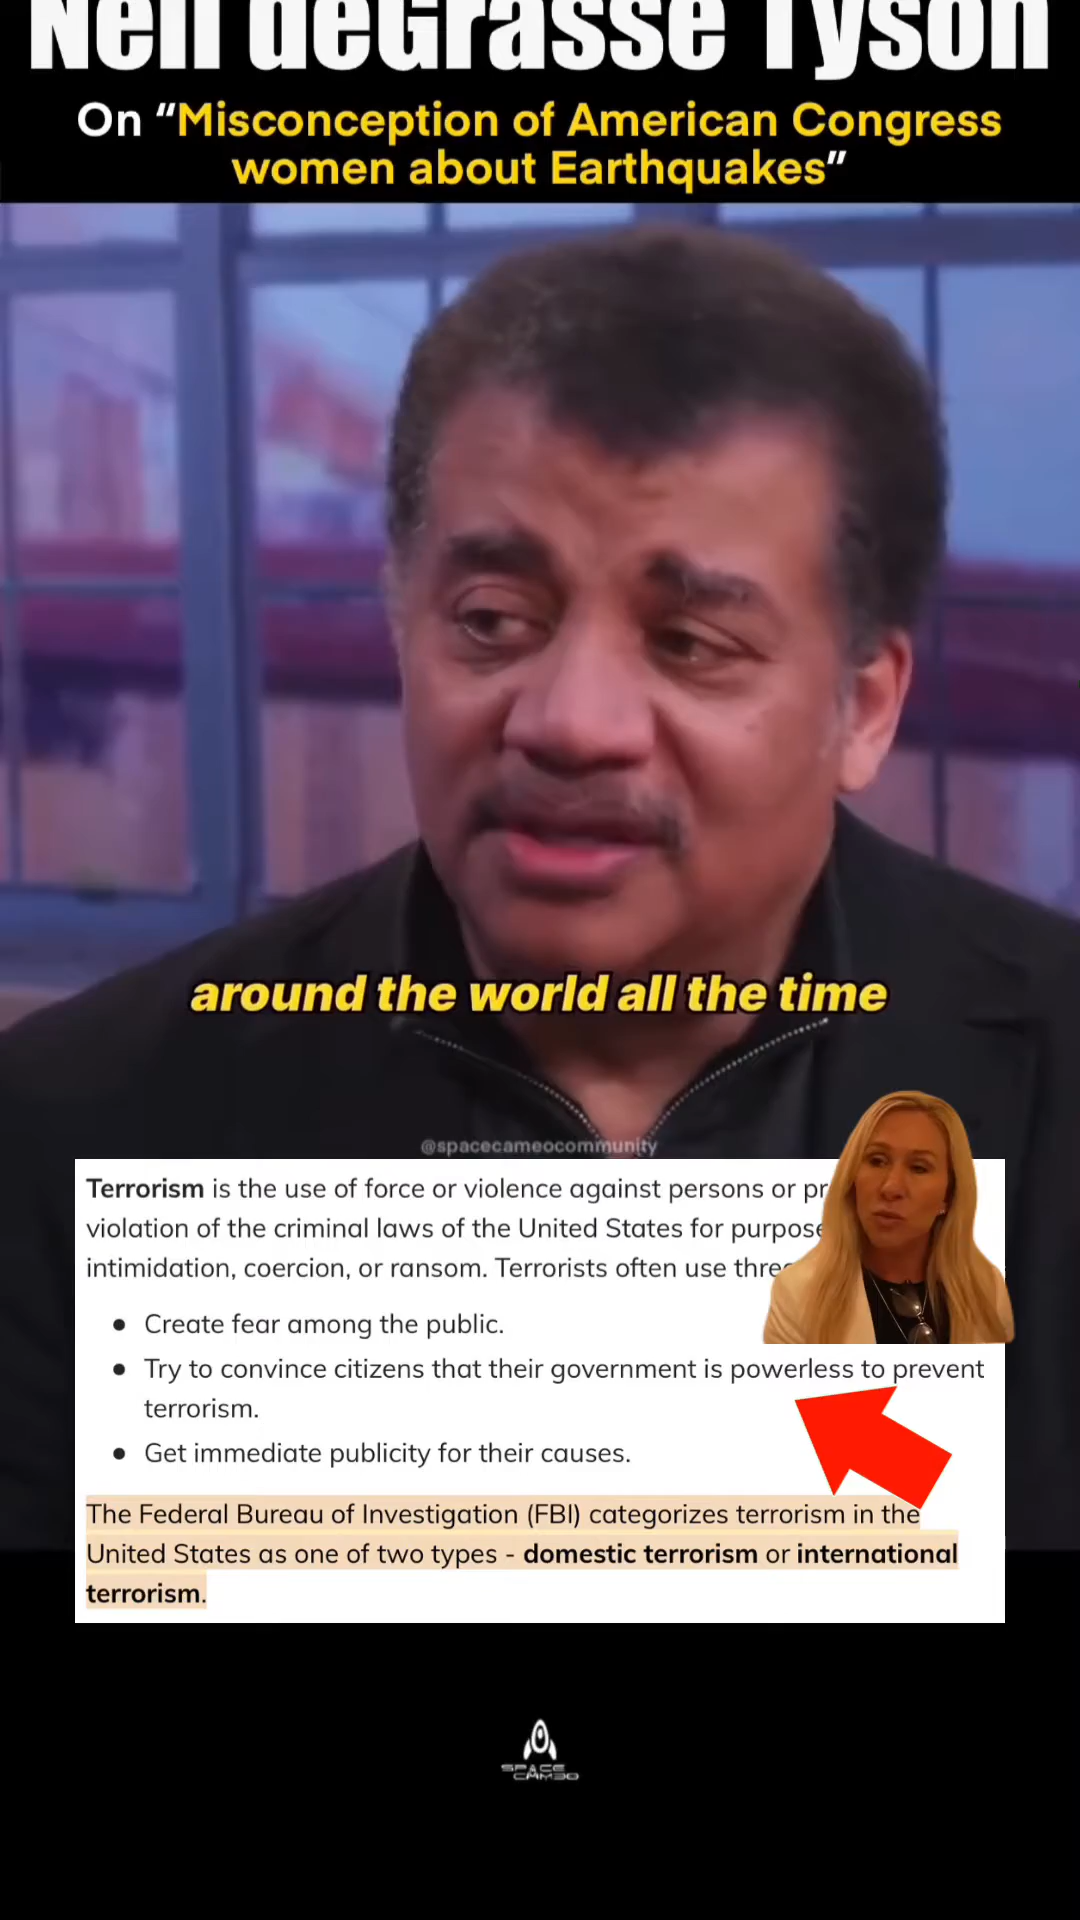 Neil deGrasse Tyson
On “Misconception of American Congress
women about Earthquakes”
around the world all the time
@spacecameocommunity
Terrorism is the use of force or violence against persons or pr
violation of the criminal laws of the United States for purpose
intimidation, coercion, or ransom. Terrorists often use threa
• Create fear among the public.
• Try to convince citizens that their government is powerless to prevent
terrorism.
• Get immediate publicity for their causes.
The Federal Bureau of Investigation (FBI) categorizes terrorism in the
United States as one of two types - domestic terrorism or international
terrorism.
SPACE
CAMEO